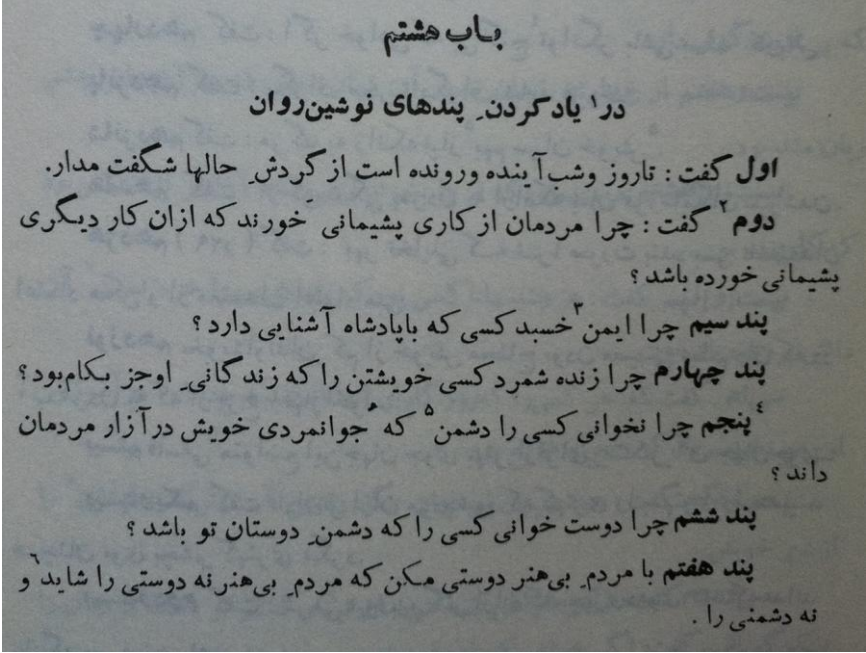 باب هشتم
در۱ یاد کردنِ پندهای نوشین‌روان
اول گفت : تاروز وشب آینده ورونده است از گردشِ حالها شگفت مدار.
دوم۲ گفت : چرا مردمان از کاری پشیمانی خورند که ازان کار دیگری
پشیمانی خورده باشد ؟
پند سیم چرا ایمن۳ خسبد کسی که باپادشاه آشنایی دارد ؟
پند چهارم چرا زنده شمرد کسی خویشتن را که زندگانیِ اوجز بکام‌بود ؟
۴پنجم چرا نخوانی کسی را دشمن۵ که جوانمردی خویش درآزار مردمان
داند ؟
پند ششم چرا دوست خوانی کسی را که دشمنِ دوستان تو باشد ؟
پند هفتم با مردمِ بی‌هنر دوستی مکن که مردمِ بی‌هنر نه دوستی را شاید۶ و
نه دشمنی را .